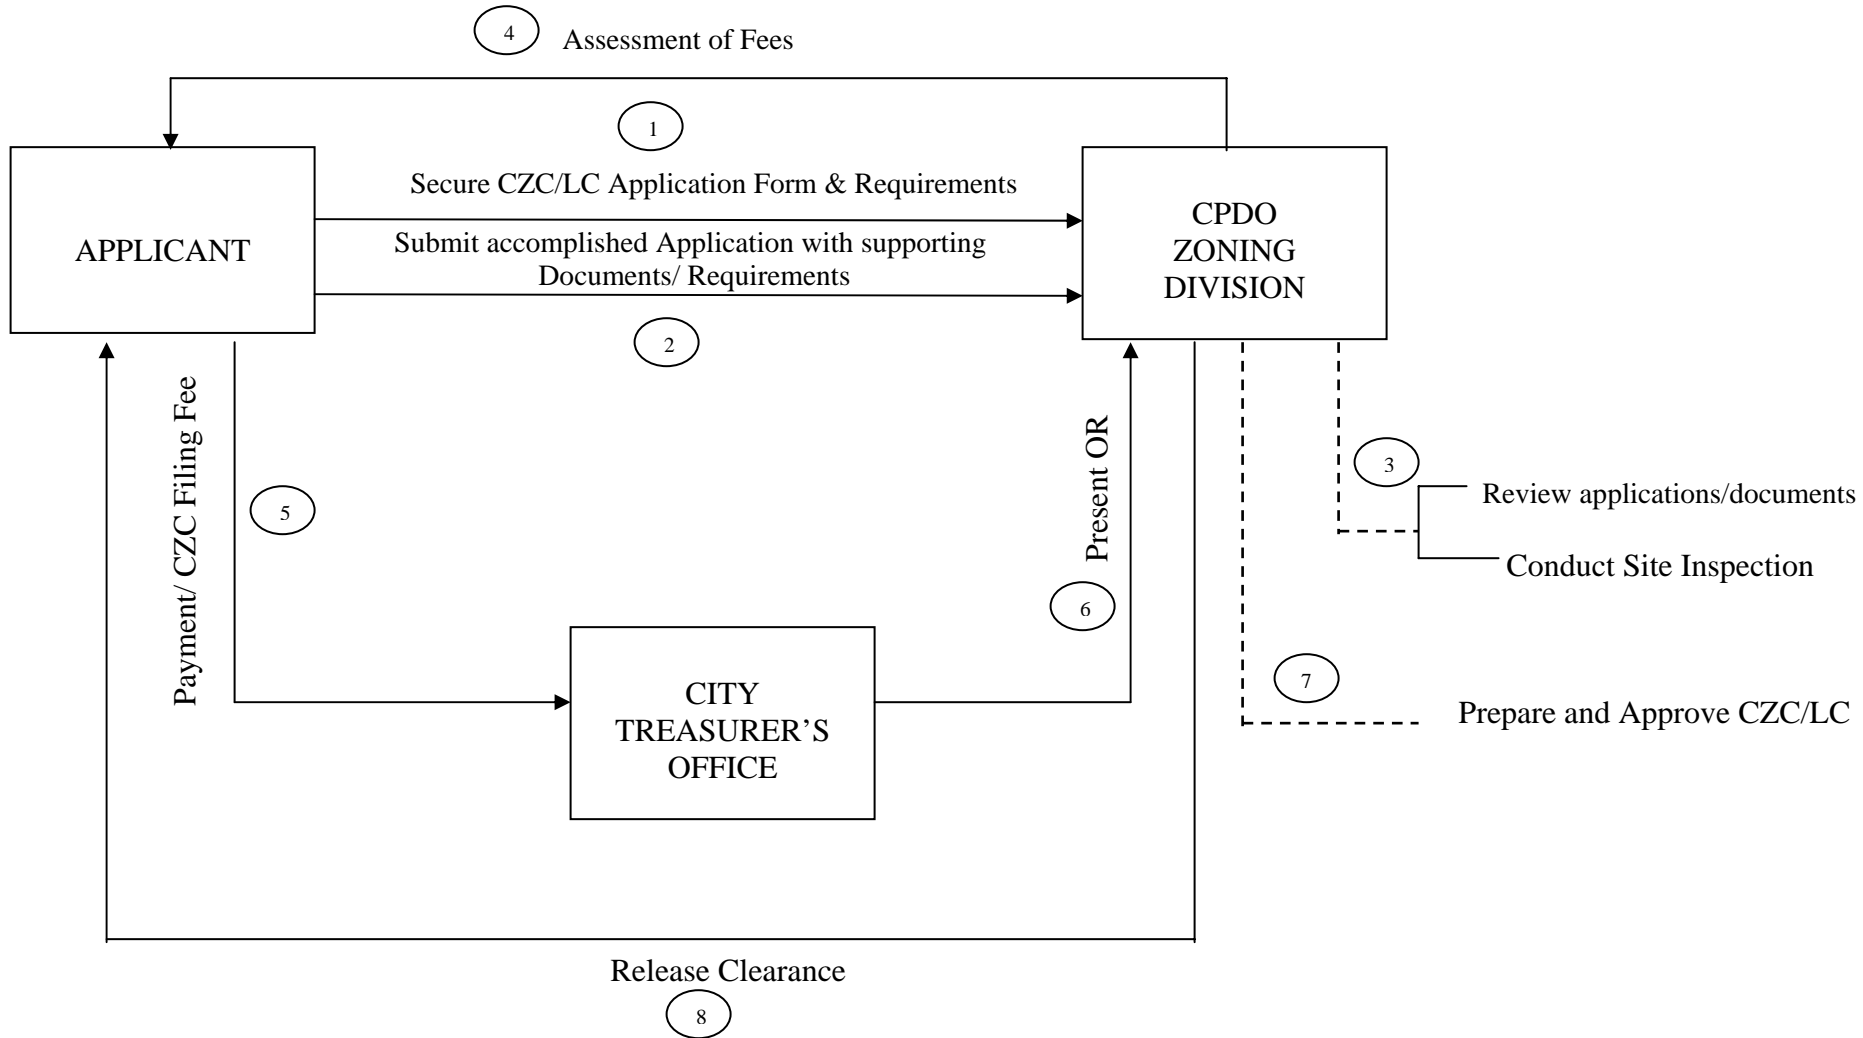 4
Assessment of Fees
1
Secure CZC/LC Application Form & Requirements
APPLICANT
Submit accomplished Application with supporting
Documents/ Requirements
CPDO
ZONING
DIVISION
2
Payment/ CZC Filing Fee
5
Present OR
3
Review applications/documents
Conduct Site Inspection
6
CITY
TREASURER’S
OFFICE
7
Prepare and Approve CZC/LC
Release Clearance
8